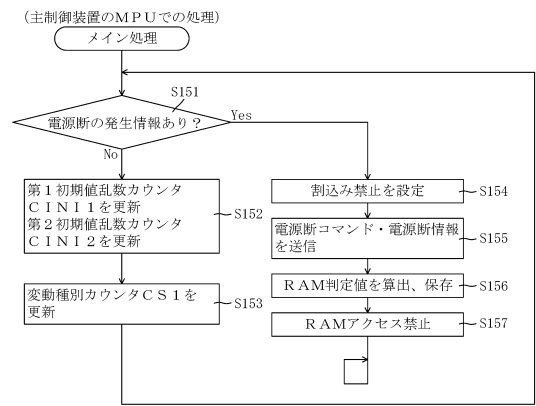 （主制御装置のＭＰＵでの処理）
メイン処理
S151
電源断の発生情報あり？
Yes
No
第１初期値乱数カウンタ
ＣＩＮＩ１を更新
第２初期値乱数カウンタ
ＣＩＮＩ２を更新
S152
変動種別カウンタＣＳ１を
更新
S153
割込み禁止を設定
S154
電源断コマンド・電源断情報
を送信
S155
ＲＡＭ判定値を算出、保存
S156
ＲＡＭアクセス禁止
S157